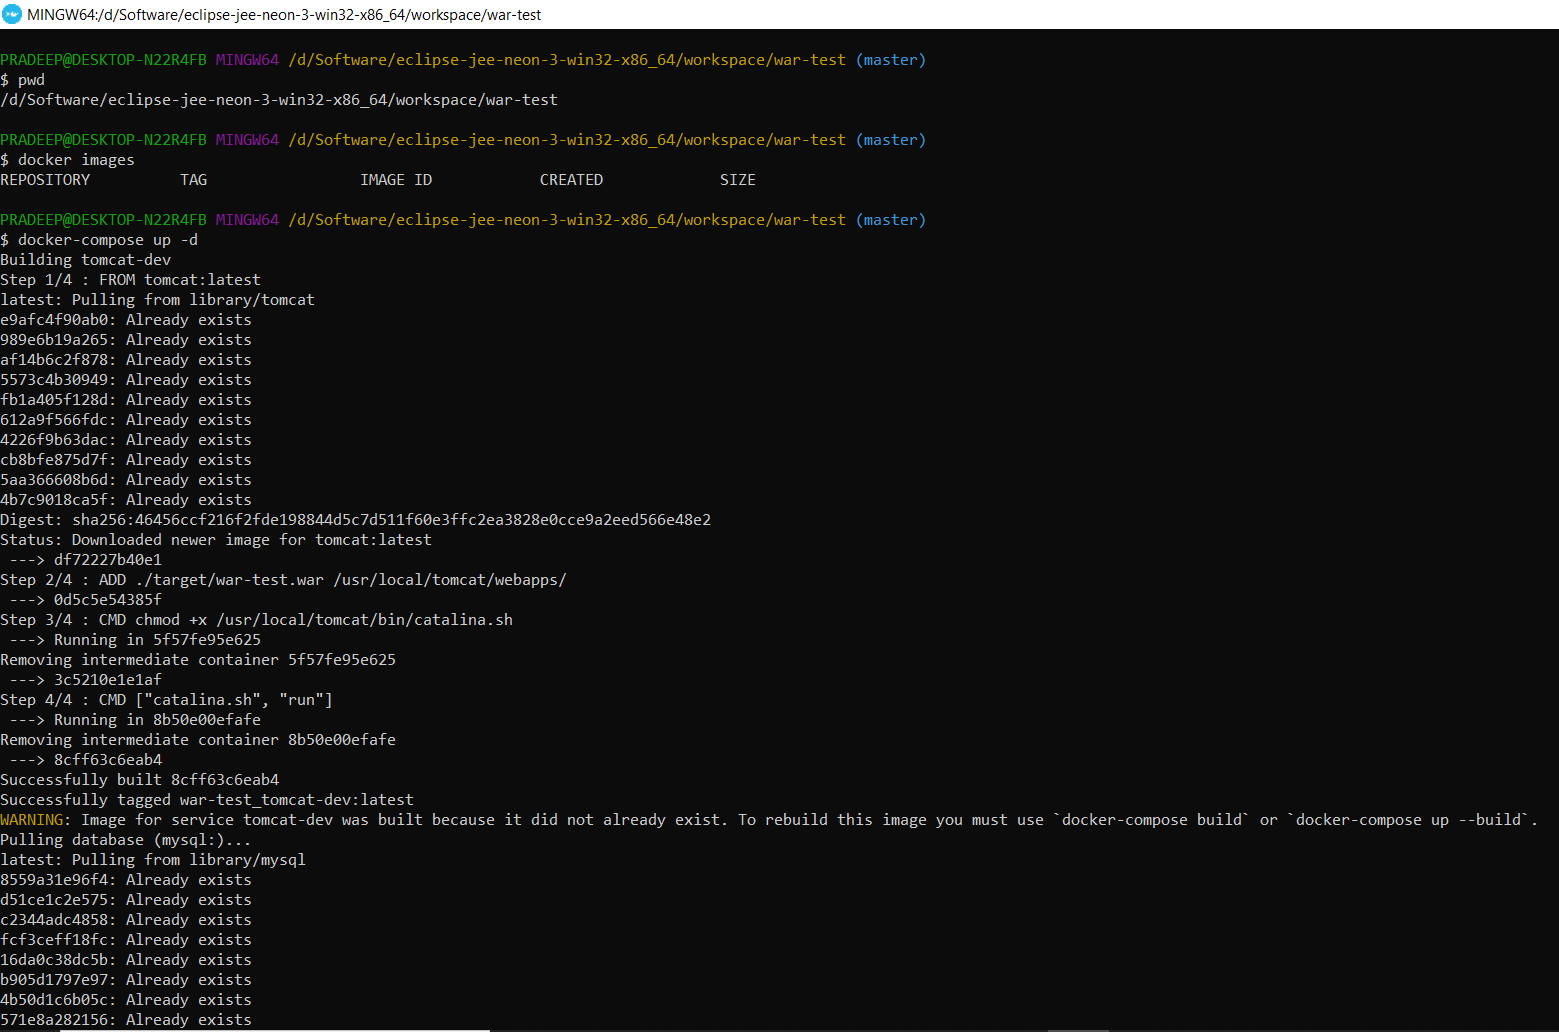 MINGW64:/d/Software/eclipse-jee-neon-3-win32-x86_64/workspace/war-test
PRADEEP@DESKTOP-N22R4FB MINGW64 /d/Software/eclipse-jee-neon-3-win32-x86_64/workspace/war-test (master)
$ pwd
/d/Software/eclipse-jee-neon-3-win32-x86_64/workspace/war-test
PRADEEP@DESKTOP-N22R4FB MINGW64 /d/Software/eclipse-jee-neon-3-win32-x86_64/workspace/war-test (master)
$ docker images
REPOSITORY          TAG                 IMAGE ID            CREATED             SIZE
PRADEEP@DESKTOP-N22R4FB MINGW64 /d/Software/eclipse-jee-neon-3-win32-x86_64/workspace/war-test (master)
$ docker-compose up -d
Building tomcat-dev
Step 1/4 : FROM tomcat:latest
latest: Pulling from library/tomcat
e9afc4f90ab0: Already exists
989e6b19a265: Already exists
af14b6c2f878: Already exists
5573c4b30949: Already exists
fb1a405f128d: Already exists
612a9f566fdc: Already exists
4226f9b63dac: Already exists
cb8bfe875d7f: Already exists
5aa366608b6d: Already exists
4b7c9018ca5f: Already exists
Digest: sha256:46456ccf216f2fde198844d5c7d511f60e3ffc2ea3828e0cce9a2eed566e48e2
Status: Downloaded newer image for tomcat:latest
 ---> df72227b40e1
Step 2/4 : ADD ./target/war-test.war /usr/local/tomcat/webapps/
 ---> 0d5c5e54385f
Step 3/4 : CMD chmod +x /usr/local/tomcat/bin/catalina.sh
 ---> Running in 5f57fe95e625
Removing intermediate container 5f57fe95e625
 ---> 3c5210e1e1af
Step 4/4 : CMD ["catalina.sh", "run"]
 ---> Running in 8b50e00efafe
Removing intermediate container 8b50e00efafe
 ---> 8cff63c6eab4
Successfully built 8cff63c6eab4
Successfully tagged war-test_tomcat-dev:latest
WARNING: Image for service tomcat-dev was built because it did not already exist. To rebuild this image you must use `docker-compose build` or `docker-compose up --build`.
Pulling database (mysql:)...
latest: Pulling from library/mysql
8559a31e96f4: Already exists
d51ce1c2e575: Already exists
c2344adc4858: Already exists
fcf3ceff18fc: Already exists
16da0c38dc5b: Already exists
b905d1797e97: Already exists
4b50d1c6b05c: Already exists
571e8a282156: Already exists